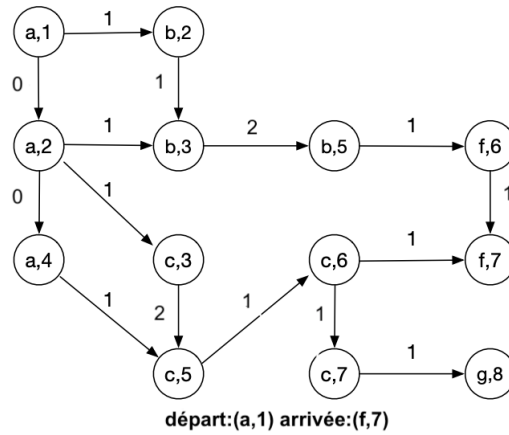 a,1 1 b,2
0 1
a,2 1 b,3 2 b,5 1 f,6
0 1 1
a,4 c,3 c,6 1 f,7
1 2 1 1
c,5 c,7 1 g,8
départ:(a,1) arrivée:(f,7)